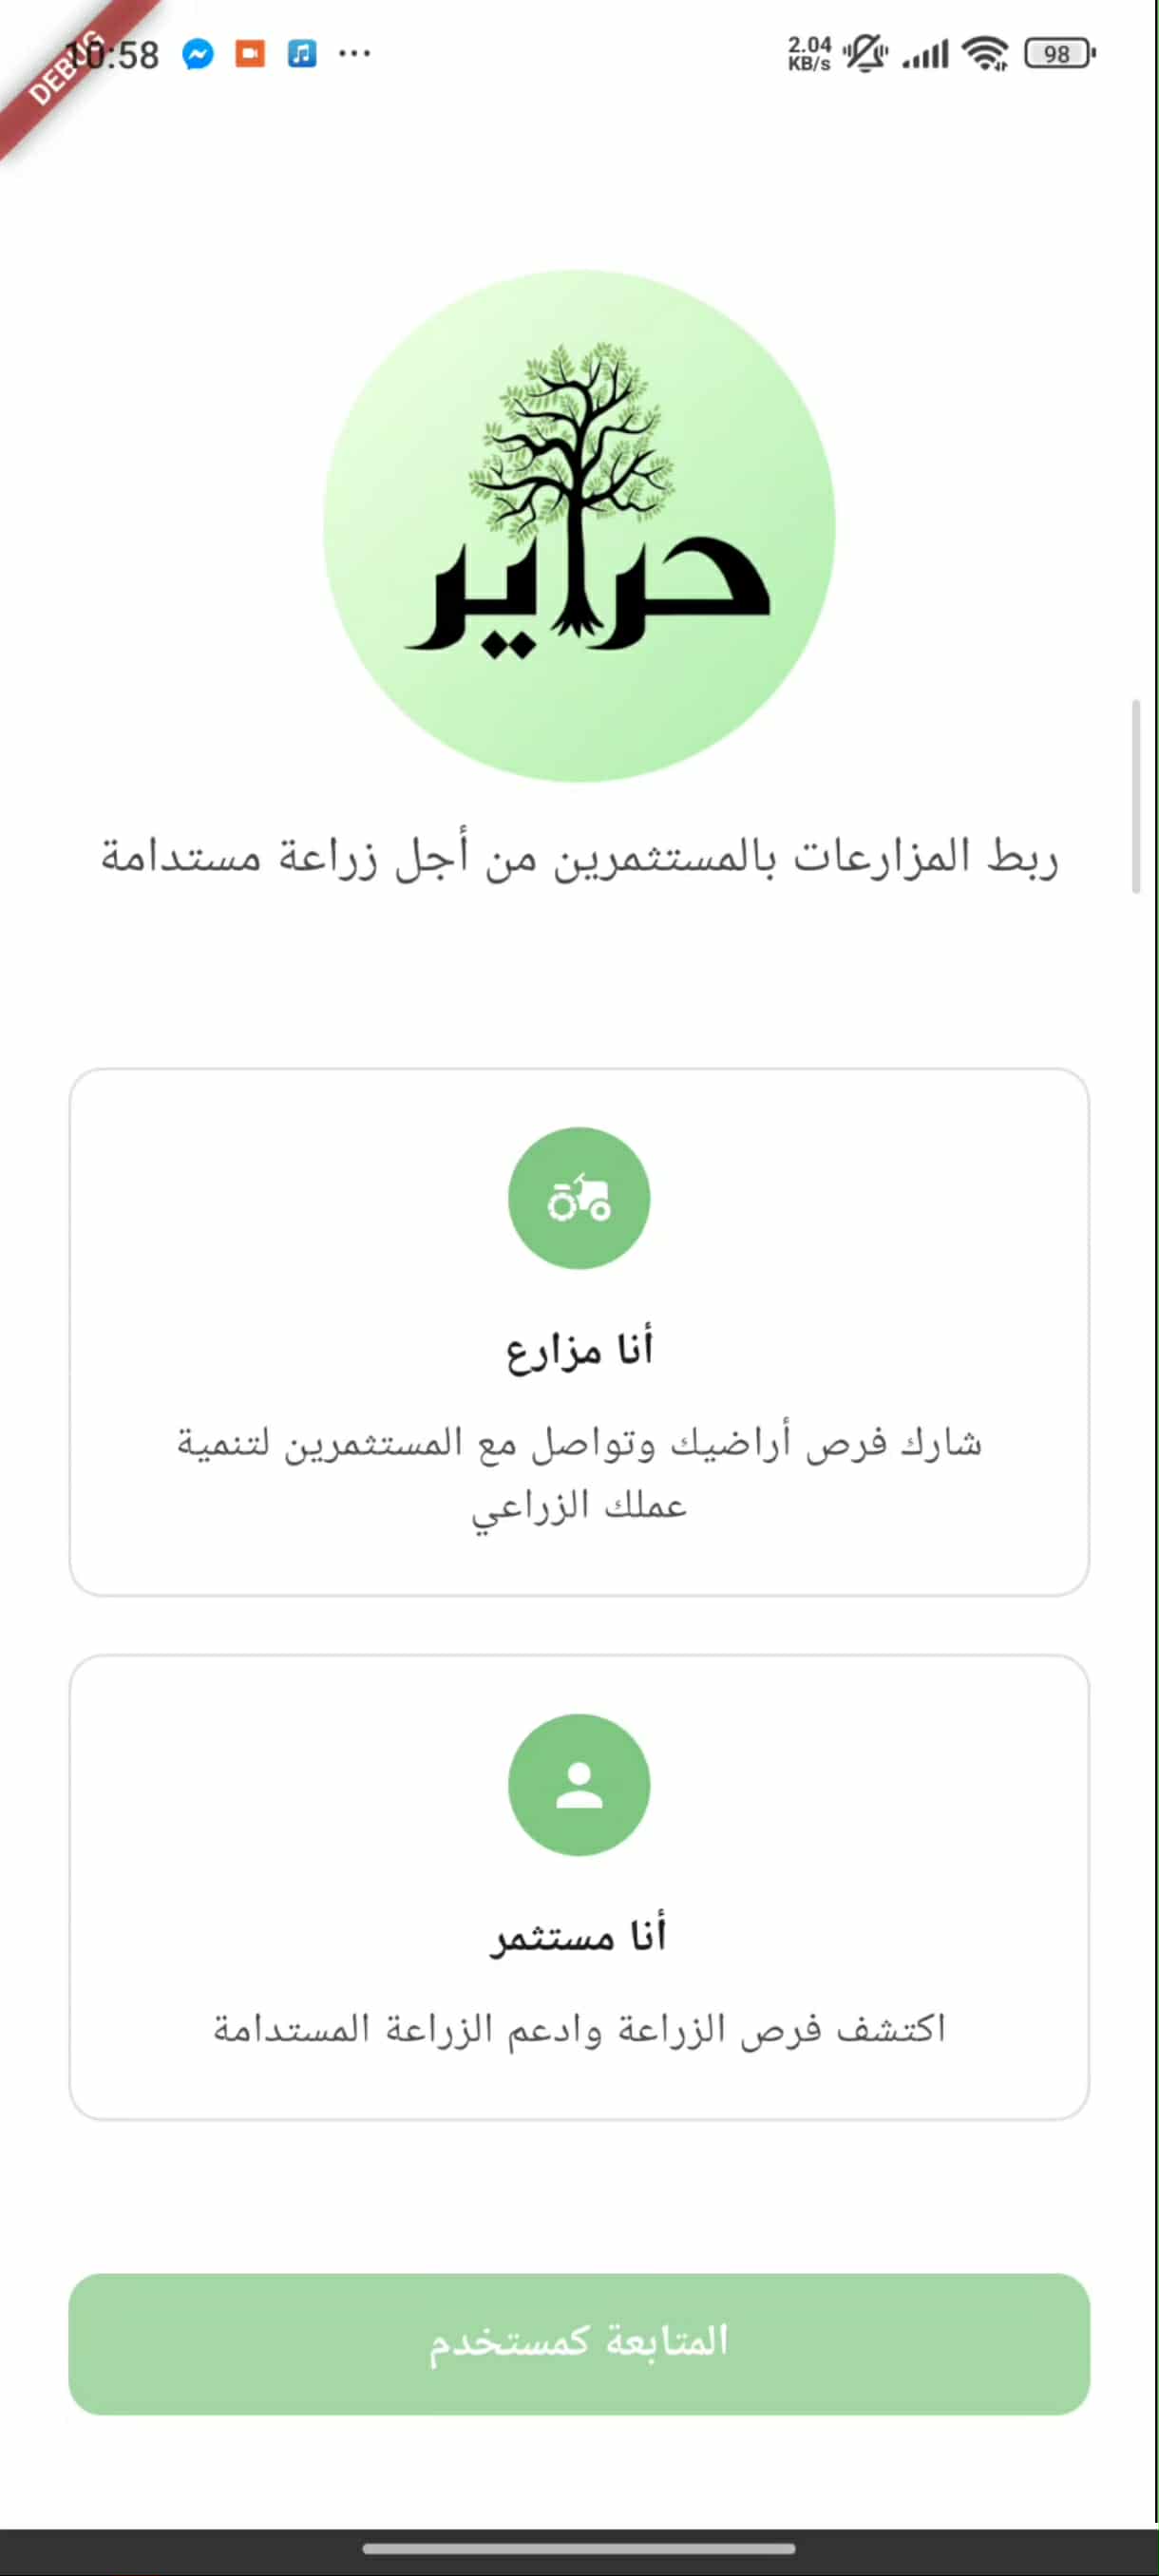 10:58
2.04
KB/s
98
DEBUG
حراير
ربط المزارعات بالمستثمرين من أجل زراعة مستدامة
أنا مزارع
شارك فرص أراضيك وتواصل مع المستثمرين لتنمية
عملك الزراعي
أنا مستثمر
اكتشف فرص الزراعة وادعم الزراعة المستدامة
المتابعة كمستخدم